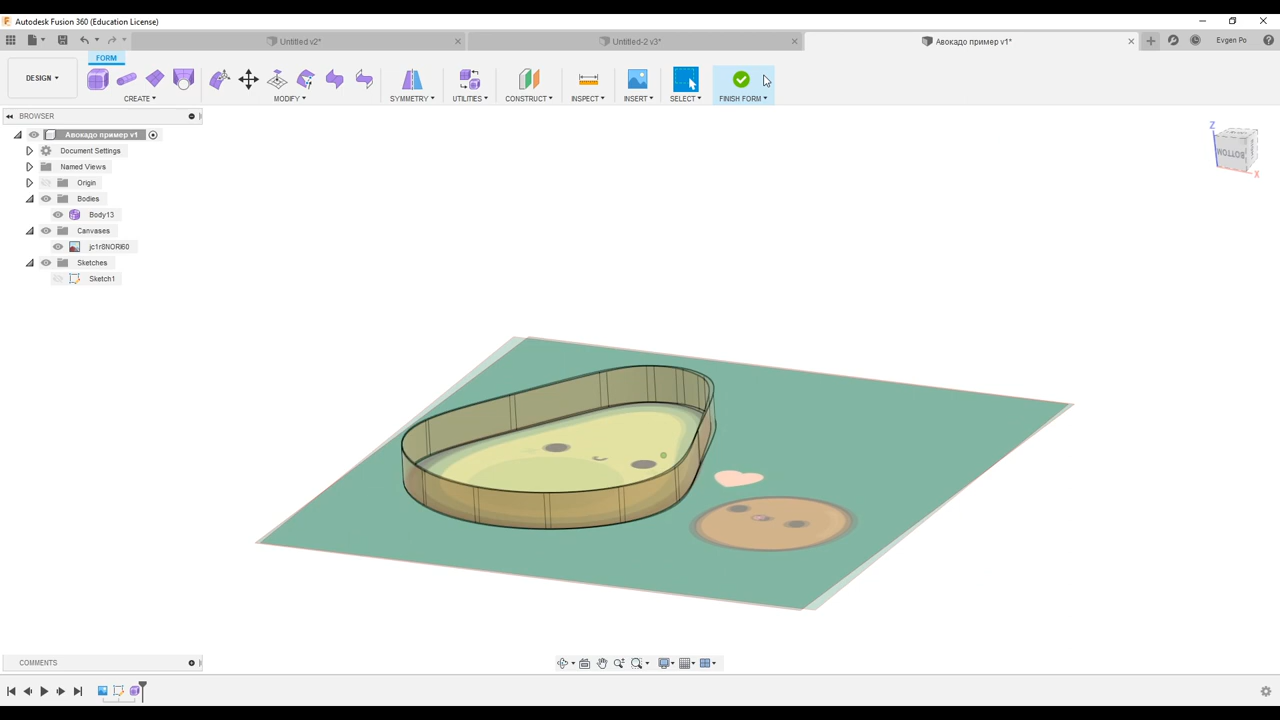 Autodesk Fusion 360 (Education License)
Untitled v2*
Untitled-2 v3*
Авокадо пример v1*
Evgen Po
FORM
DESIGN
CREATE
MODIFY
SYMMETRY
UTILITIES
CONSTRUCT
INSPECT
INSERT
SELECT
FINISH FORM
BROWSER
Авокадо пример v1
Document Settings
Named Views
Origin
Bodies
Body13
Canvases
jc1r8NORl60
Sketches
Sketch1
Z
BOTTOM
X
COMMENTS